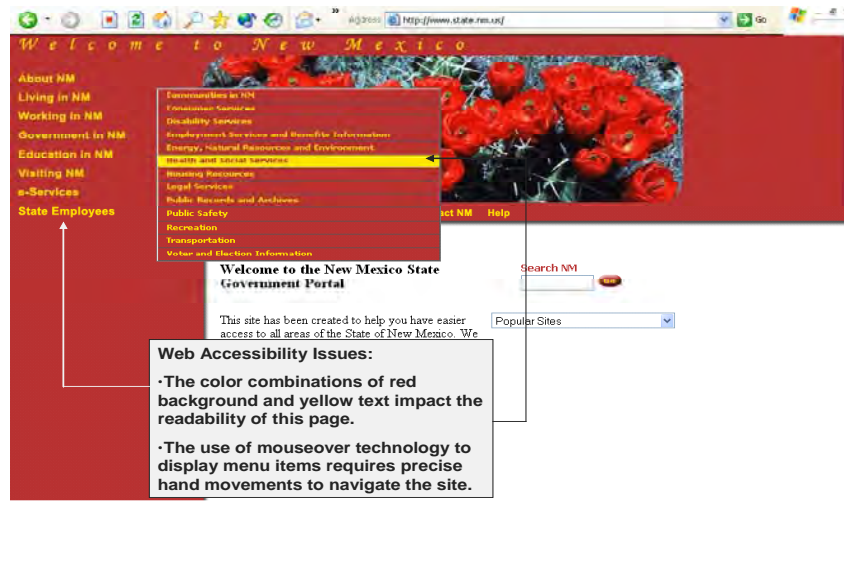 Address http://www.state.nm.us/ Go
Welcome to New Mexico
About NM
Living in NM
Working in NM
Government in NM
Education in NM
Visiting NM
e-Services
State Employees
Communities in NM
Consumer Services
Disability Services
Employment Services and Benefits Information
Energy, Natural Resources and Environment
Health and Social Services
Housing Resources
Legal Services
Public Records and Archives
Public Safety
Recreation
Transportation
Voter and Election Information
act NM Help
Welcome to the New Mexico State
Government Portal
Search NM
Go
This site has been created to help you have easier
access to all areas of the State of New Mexico. We
Popular Sites
Web Accessibility Issues:
·The color combinations of red
background and yellow text impact the
readability of this page.
·The use of mouseover technology to
display menu items requires precise
hand movements to navigate the site.